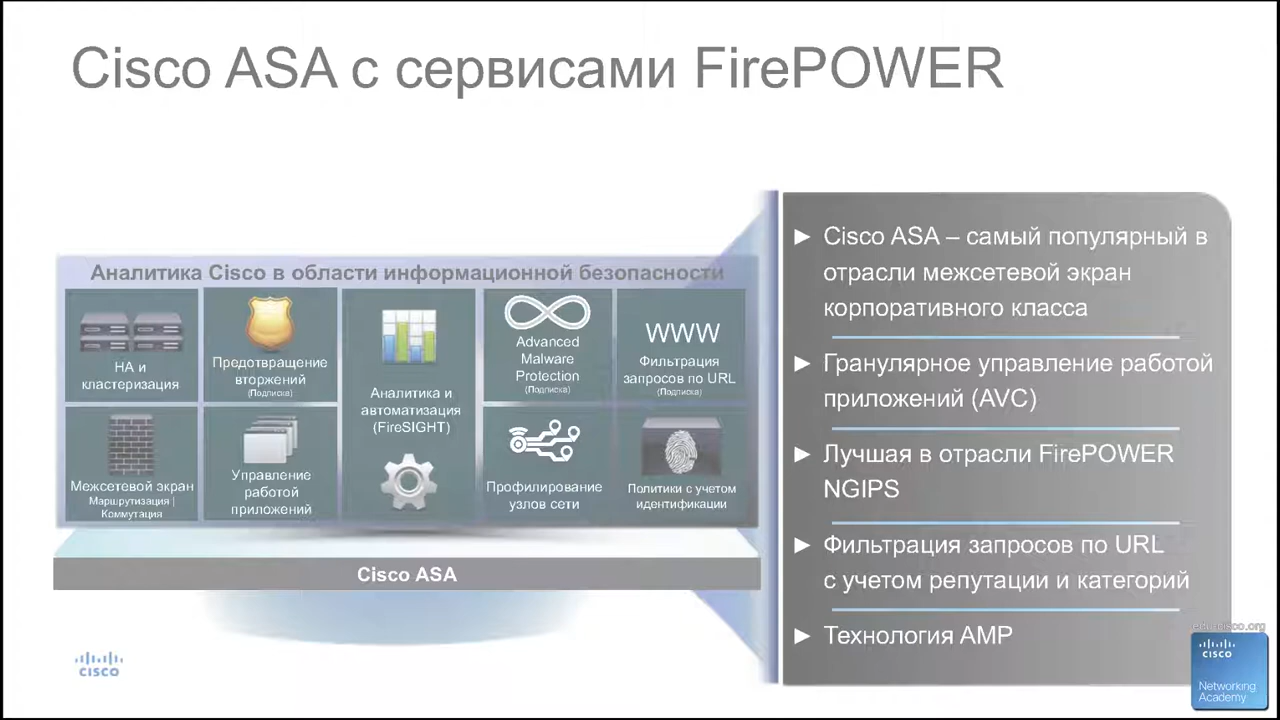 Cisco ASA с сервисами FirePOWER
Аналитика Cisco в области информационной безопасности
HA и
кластеризация
Предотвращение
вторжений
(Подписка)
Аналитика и
автоматизация
(FireSIGHT)
Advanced
Malware
Protection
(Подписка)
WWW
Фильтрация
запросов по URL
(Подписка)
Межсетевой экран
Маршрутизация |
Коммутация
Управление
работой
приложений
Профилирование
узлов сети
Политики с учетом
идентификации
Cisco ASA
► Cisco ASA – самый популярный в
отрасли межсетевой экран
корпоративного класса
► Гранулярное управление работой
приложений (AVC)
► Лучшая в отрасли FirePOWER
NGIPS
► Фильтрация запросов по URL
с учетом репутации и категорий
► Технология AMP
CISCO
CISCO
Networking
Academy